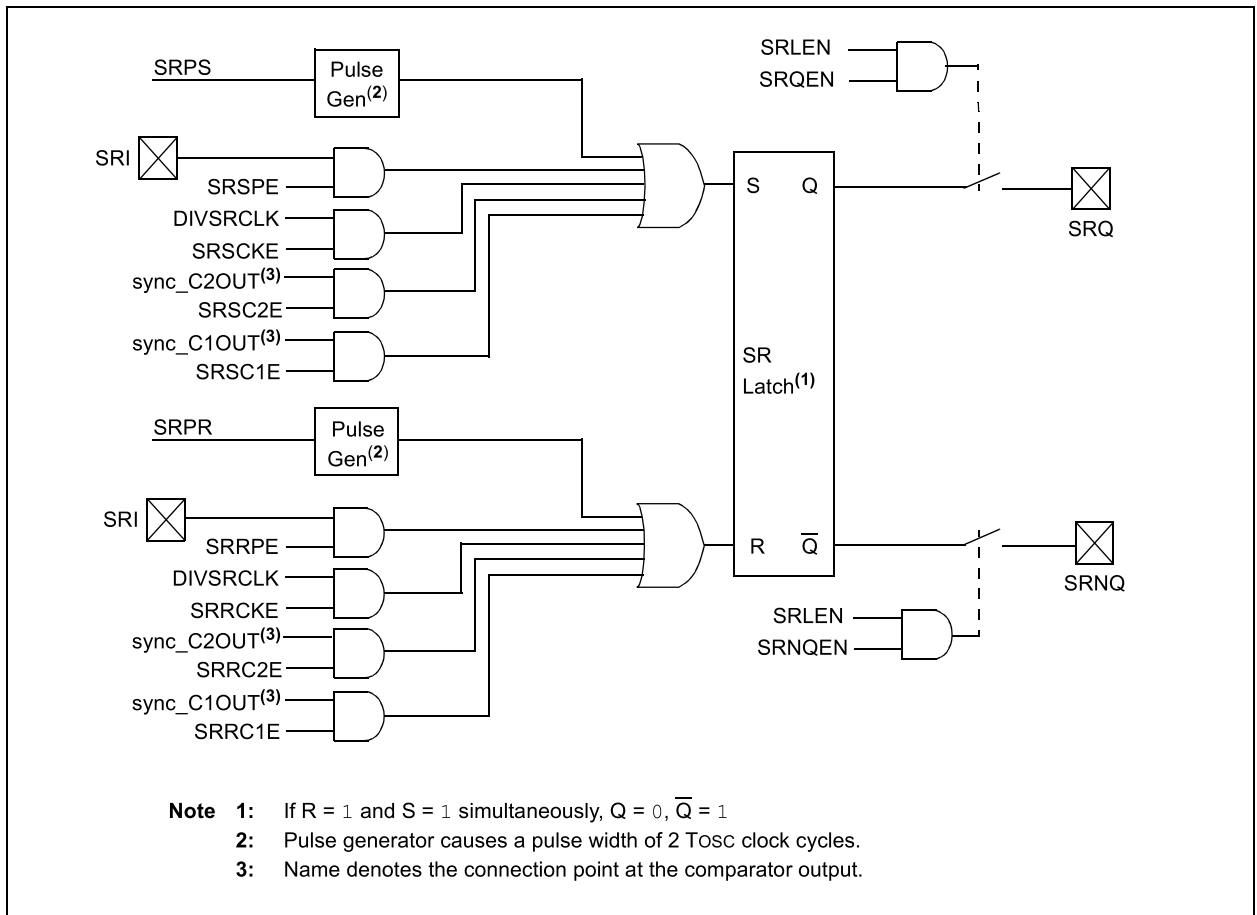 SRPS
Pulse
Gen(2)
SRI
SRSPE
DIVSRCLK
SRSCKE
sync_C2OUT(3)
SRSC2E
sync_C1OUT(3)
SRSC1E
SRPR
Pulse
Gen(2)
SRI
SRRPE
DIVSRCLK
SRRCKE
sync_C2OUT(3)
SRRC2E
sync_C1OUT(3)
SRRC1E
S Q
SR
Latch(1)
R Q̅
SRLEN
SRQEN
SRQ
SRNQ
SRLEN
SRNQEN
Note 1: If R = 1 and S = 1 simultaneously, Q = 0, Q̅ = 1
2: Pulse generator causes a pulse width of 2 TOSC clock cycles.
3: Name denotes the connection point at the comparator output.